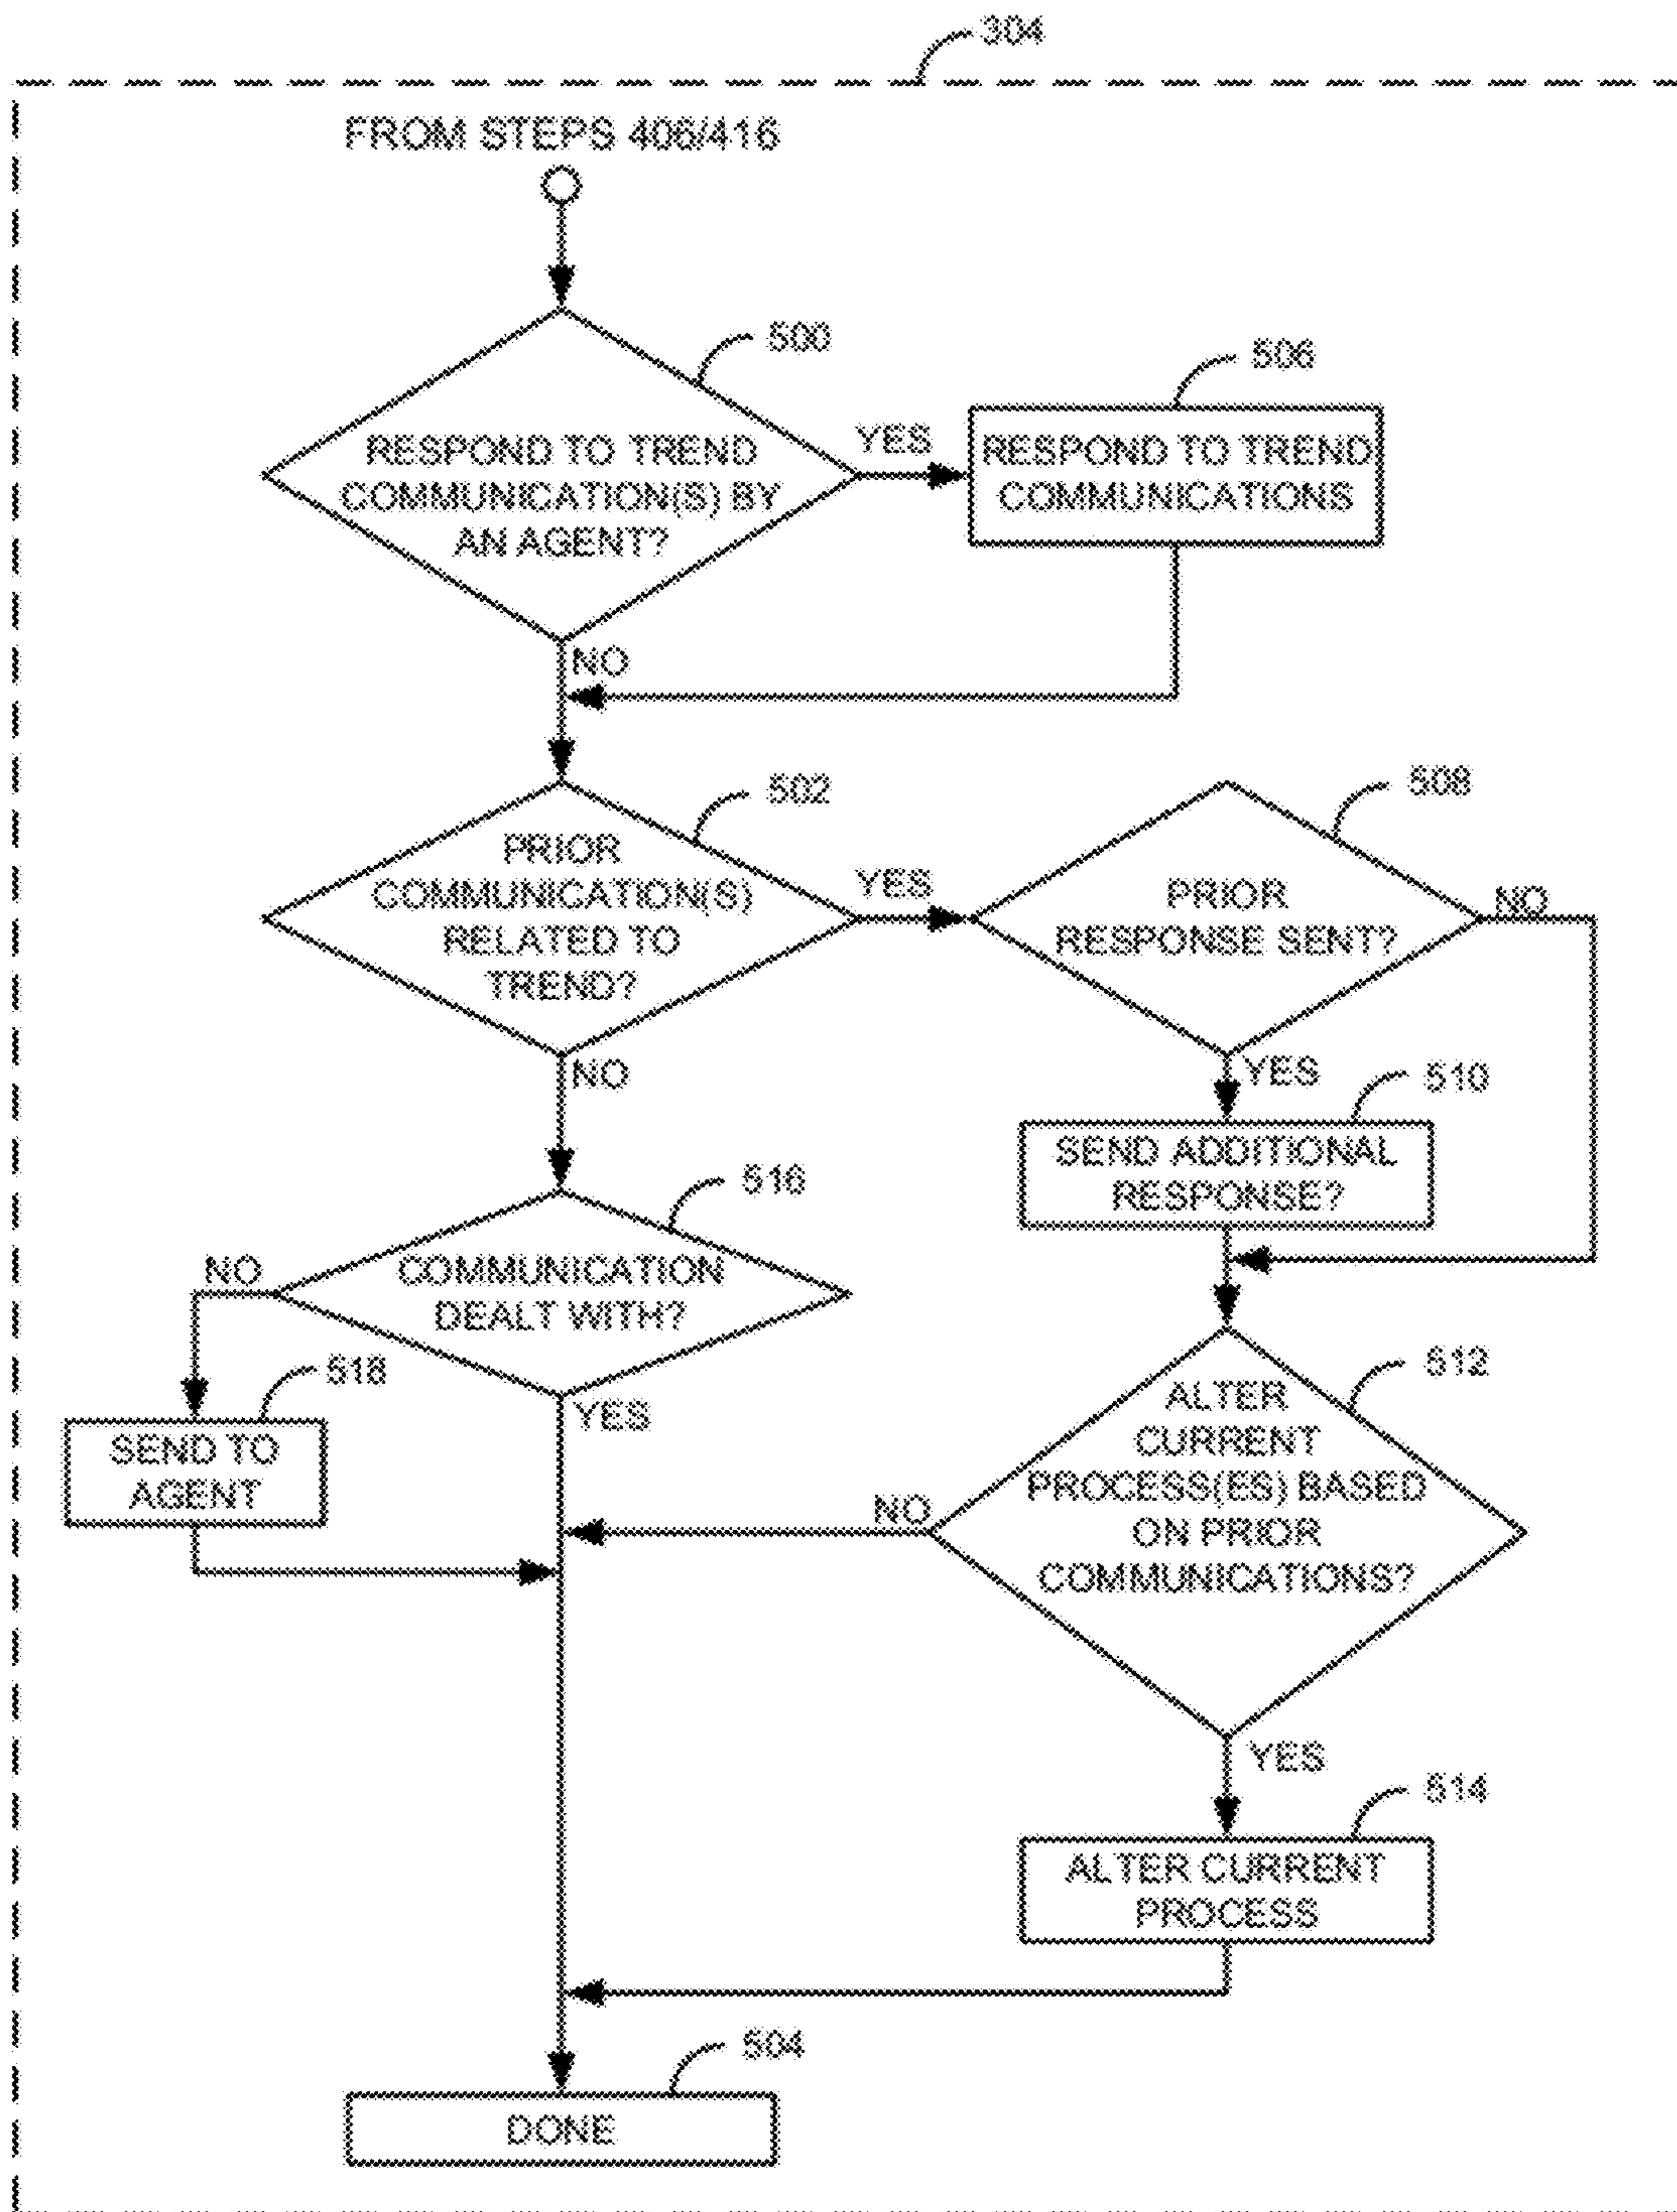 304
FROM STEPS 406/416
500
RESPOND TO TREND
COMMUNICATION(S) BY
AN AGENT?
YES
506
RESPOND TO TREND
COMMUNICATIONS
NO
502
PRIOR
COMMUNICATION(S)
RELATED TO
TREND?
YES
508
PRIOR
RESPONSE SENT?
NO
NO
YES
510
SEND ADDITIONAL
RESPONSE?
516
COMMUNICATION
DEALT WITH?
NO
518
SEND TO
AGENT
YES
512
ALTER
CURRENT
PROCESS(ES) BASED
ON PRIOR
COMMUNICATIONS?
NO
YES
514
ALTER CURRENT
PROCESS
504
DONE